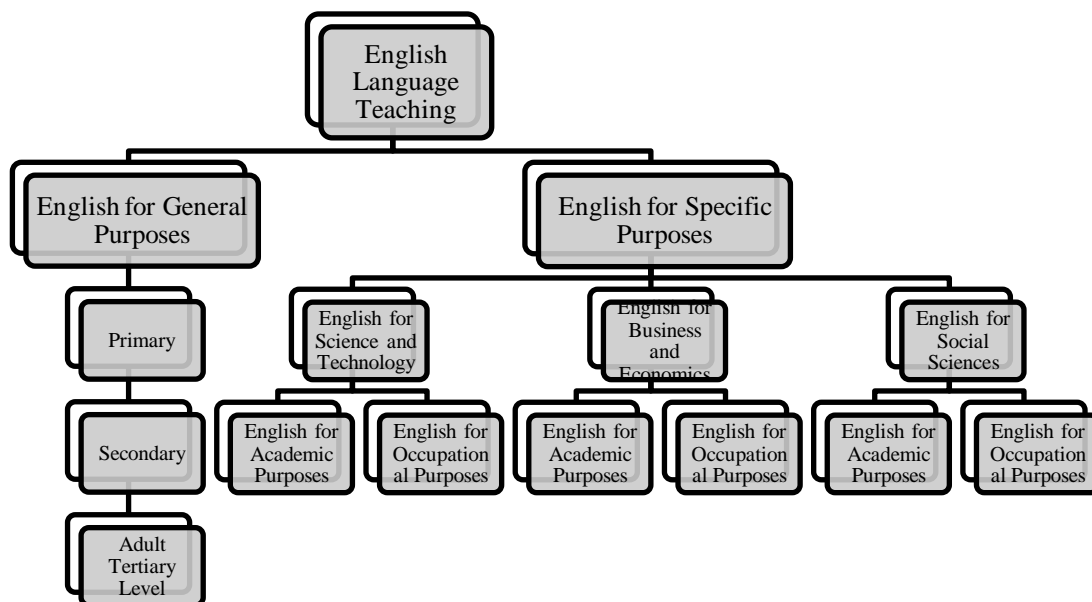 English
Language
Teaching
English for General
Purposes
English for Specific
Purposes
Primary
English for
Science and
Technology
English for
Business
and
Economics
English for
Social
Sciences
Secondary
English for
Academic
Purposes
English for
Occupation
al Purposes
English for
Academic
Purposes
English for
Occupation
al Purposes
English for
Academic
Purposes
English for
Occupation
al Purposes
Adult
Tertiary
Level